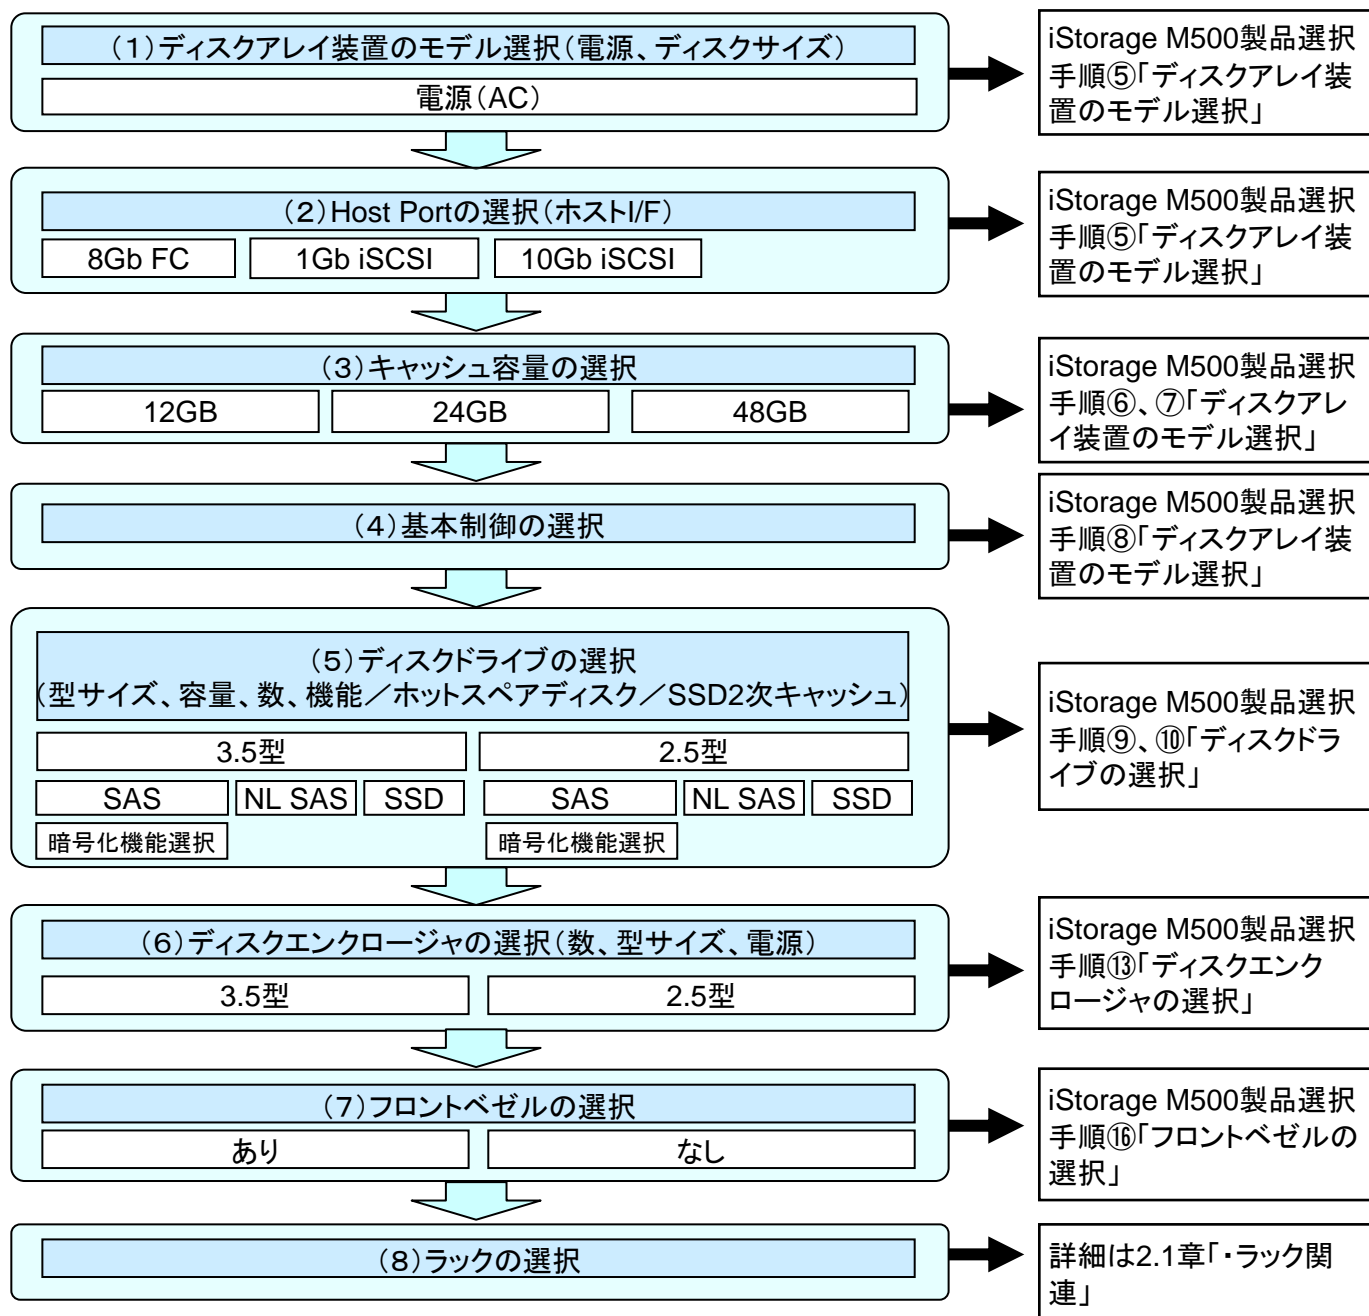 (1)ディスクアレイ装置のモデル選択(電源、ディスクサイズ)
電源(AC)
iStorage M500製品選択
手順⑤「ディスクアレイ装
置のモデル選択」
(2)Host Portの選択(ホストI/F)
8Gb FC
1Gb iSCSI
10Gb iSCSI
iStorage M500製品選択
手順⑤「ディスクアレイ装
置のモデル選択」
(3)キャッシュ容量の選択
12GB
24GB
48GB
iStorage M500製品選択
手順⑥、⑦「ディスクアレ
イ装置のモデル選択」
(4)基本制御の選択
iStorage M500製品選択
手順⑧「ディスクアレイ装
置のモデル選択」
(5)ディスクドライブの選択
(型サイズ、容量、数、機能/ホットスペアディスク/SSD2次キャッシュ)
3.5型
2.5型
SAS
NL SAS
SSD
SAS
NL SAS
SSD
暗号化機能選択
暗号化機能選択
iStorage M500製品選択
手順⑨、⑩「ディスクドラ
イブの選択」
(6)ディスクエンクロージャの選択(数、型サイズ、電源)
3.5型
2.5型
iStorage M500製品選択
手順⑬「ディスクエンク
ロージャの選択」
(7)フロントベゼルの選択
あり
なし
iStorage M500製品選択
手順⑯「フロントベゼルの
選択」
(8)ラックの選択
詳細は2.1章「・ラック関
連」